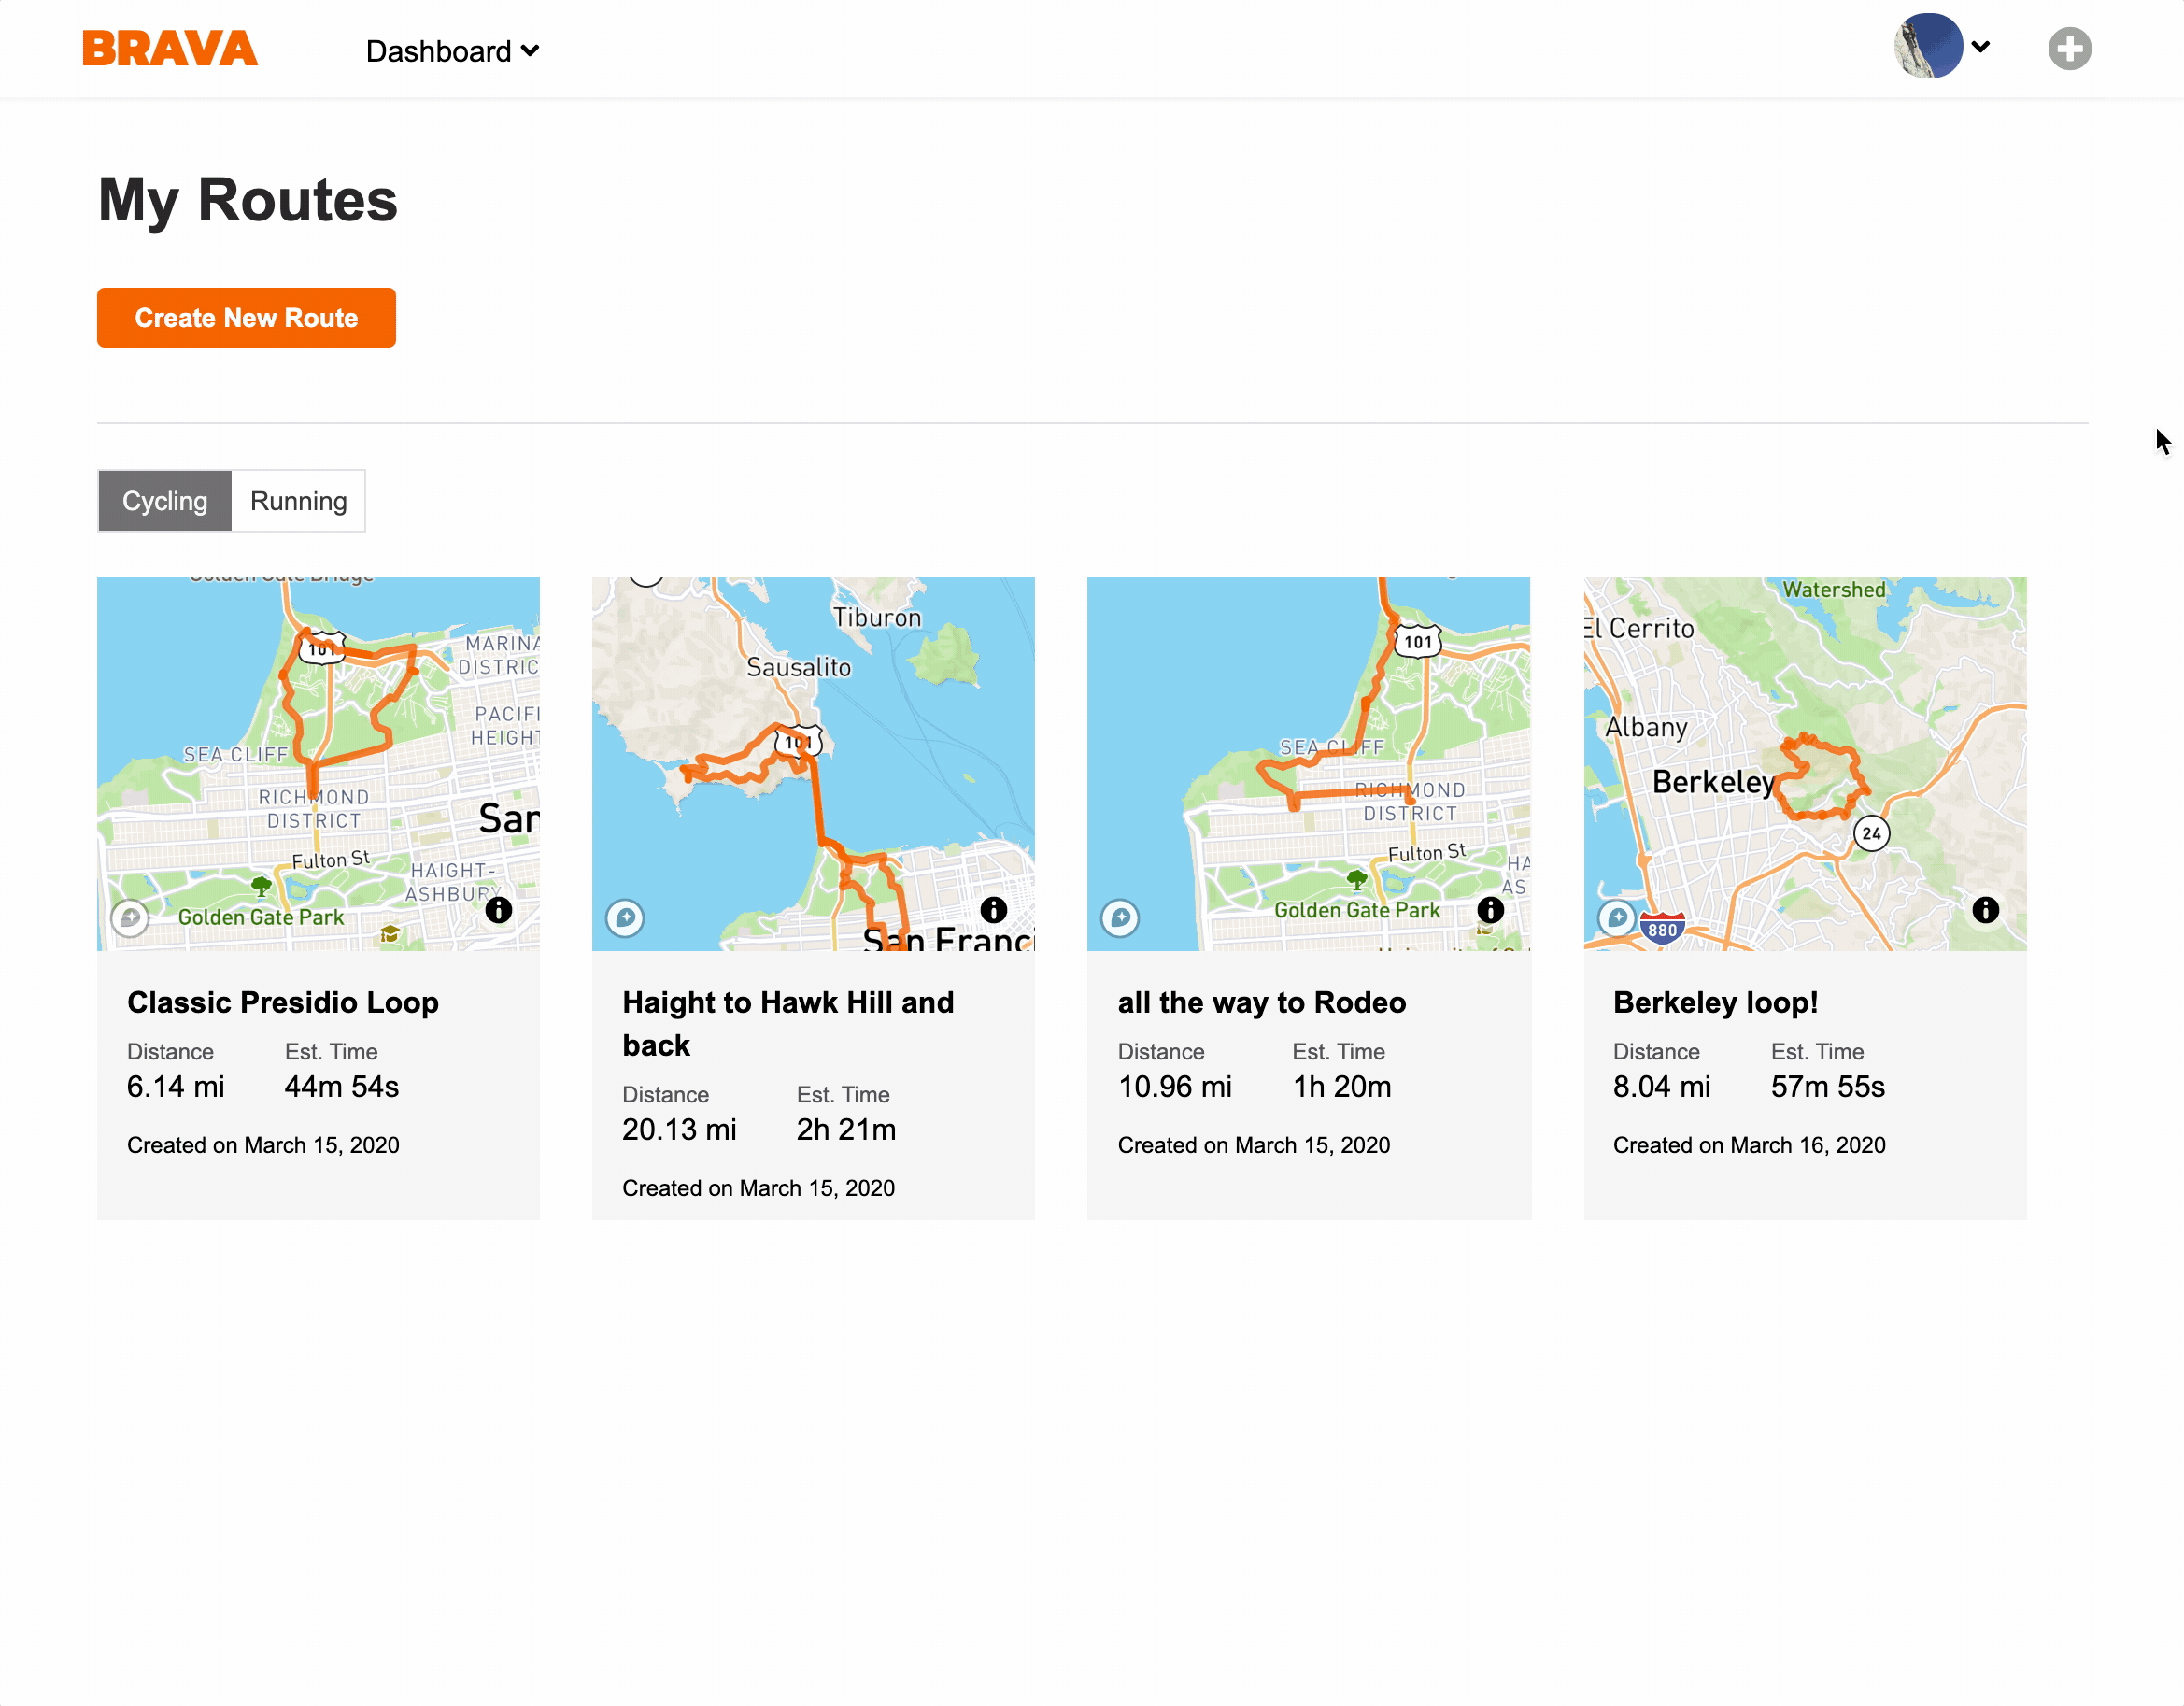 BRAVA
Dashboard
My Routes
Create New Route
Cycling Running
Golden Gate Bridge
101
MARINA
DISTRIC
PACIFI
HEIGHT
SEA CLIFF
RICHMOND
DISTRICT
San
Fulton St
HAIGHT-
ASHBURY
Golden Gate Park
Classic Presidio Loop
Distance Est. Time
6.14 mi 44m 54s
Created on March 15, 2020
Tiburon
Sausalito
101
San Franci
Haight to Hawk Hill and
back
Distance Est. Time
20.13 mi 2h 21m
Created on March 15, 2020
101
SEA CLIFF
RICHMOND
DISTRICT
Fulton St
HA
AS
Golden Gate Park
all the way to Rodeo
Distance Est. Time
10.96 mi 1h 20m
Created on March 15, 2020
Watershed
El Cerrito
Albany
Berkeley
24
880
Berkeley loop!
Distance Est. Time
8.04 mi 57m 55s
Created on March 16, 2020